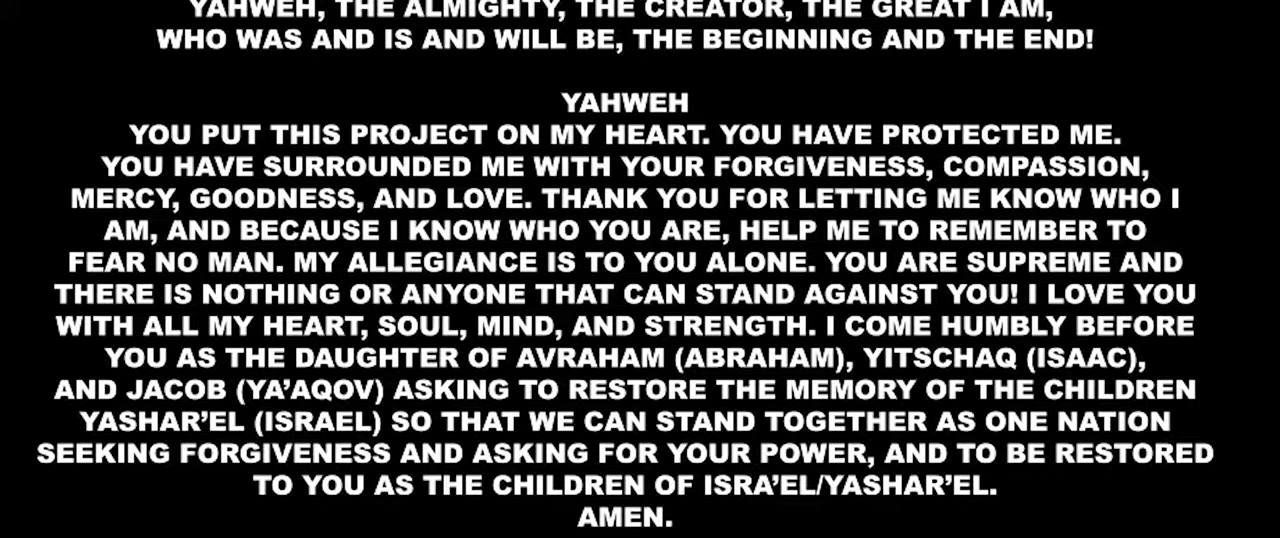 YAHWEH, THE ALMIGHTY, THE CREATOR, THE GREAT I AM,
WHO WAS AND IS AND WILL BE, THE BEGINNING AND THE END!
YAHWEH
YOU PUT THIS PROJECT ON MY HEART. YOU HAVE PROTECTED ME.
YOU HAVE SURROUNDED ME WITH YOUR FORGIVENESS, COMPASSION,
MERCY, GOODNESS, AND LOVE. THANK YOU FOR LETTING ME KNOW WHO I
AM, AND BECAUSE I KNOW WHO YOU ARE, HELP ME TO REMEMBER TO
FEAR NO MAN. MY ALLEGIANCE IS TO YOU ALONE. YOU ARE SUPREME AND
THERE IS NOTHING OR ANYONE THAT CAN STAND AGAINST YOU! I LOVE YOU
WITH ALL MY HEART, SOUL, MIND, AND STRENGTH. I COME HUMBLY BEFORE
YOU AS THE DAUGHTER OF AVRAHAM (ABRAHAM), YITSCHAQ (ISAAC),
AND JACOB (YA’AQOV) ASKING TO RESTORE THE MEMORY OF THE CHILDREN
YASHAR’EL (ISRAEL) SO THAT WE CAN STAND TOGETHER AS ONE NATION
SEEKING FORGIVENESS AND ASKING FOR YOUR POWER, AND TO BE RESTORED
TO YOU AS THE CHILDREN OF ISRA’EL/YASHAR’EL.
AMEN.